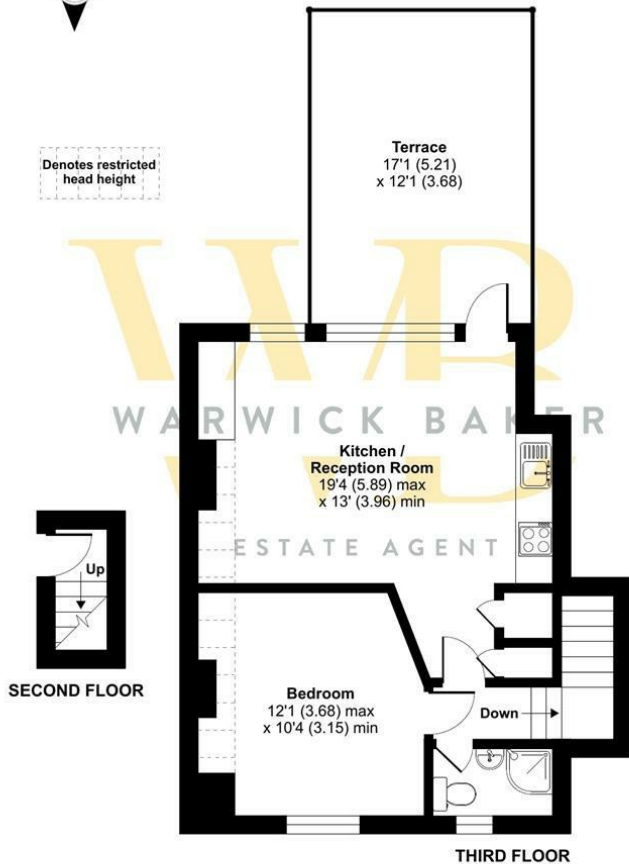 Denotes restricted
head height
Terrace
17'1 (5.21)
x 12'1 (3.68)
WB
WARWICK BAKER
ESTATE AGENT
Kitchen /
Reception Room
19'4 (5.89) max
x 13' (3.96) min
Up
SECOND FLOOR
Bedroom
12'1 (3.68) max
x 10'4 (3.15) min
Down
THIRD FLOOR